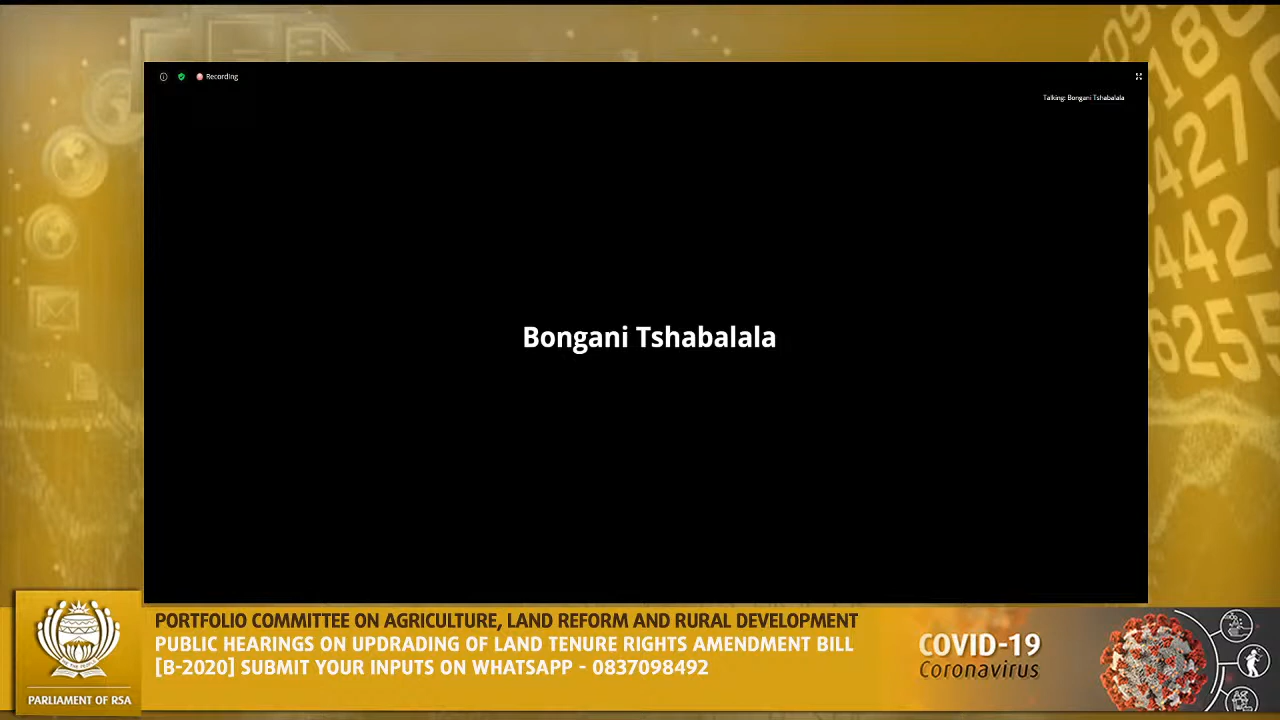 Recording
Talking: Bongani Tshabalala
Bongani Tshabalala
PORTFOLIO COMMITTEE ON AGRICULTURE, LAND REFORM AND RURAL DEVELOPMENT
PUBLIC HEARINGS ON UPDRADING OF LAND TENURE RIGHTS AMENDMENT BILL
[B-2020] SUBMIT YOUR INPUTS ON WHATSAPP - 0837098492
PARLIAMENT OF RSA
COVID-19
Coronavirus